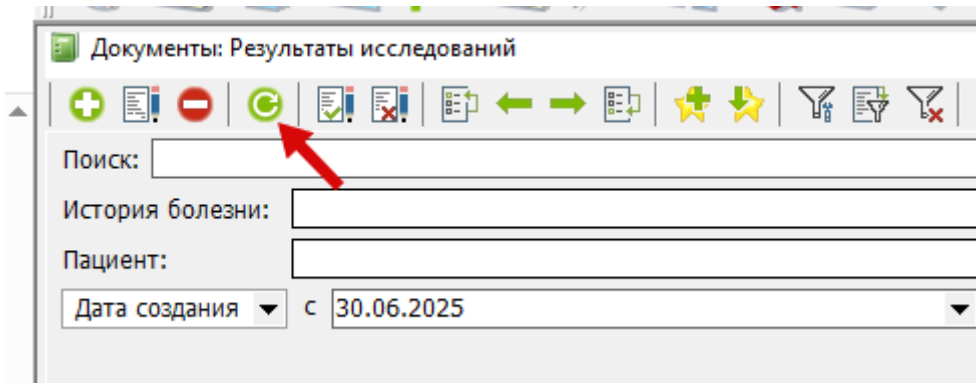 Документы: Результаты исследований
Поиск:
История болезни:
Пациент:
Дата создания с 30.06.2025